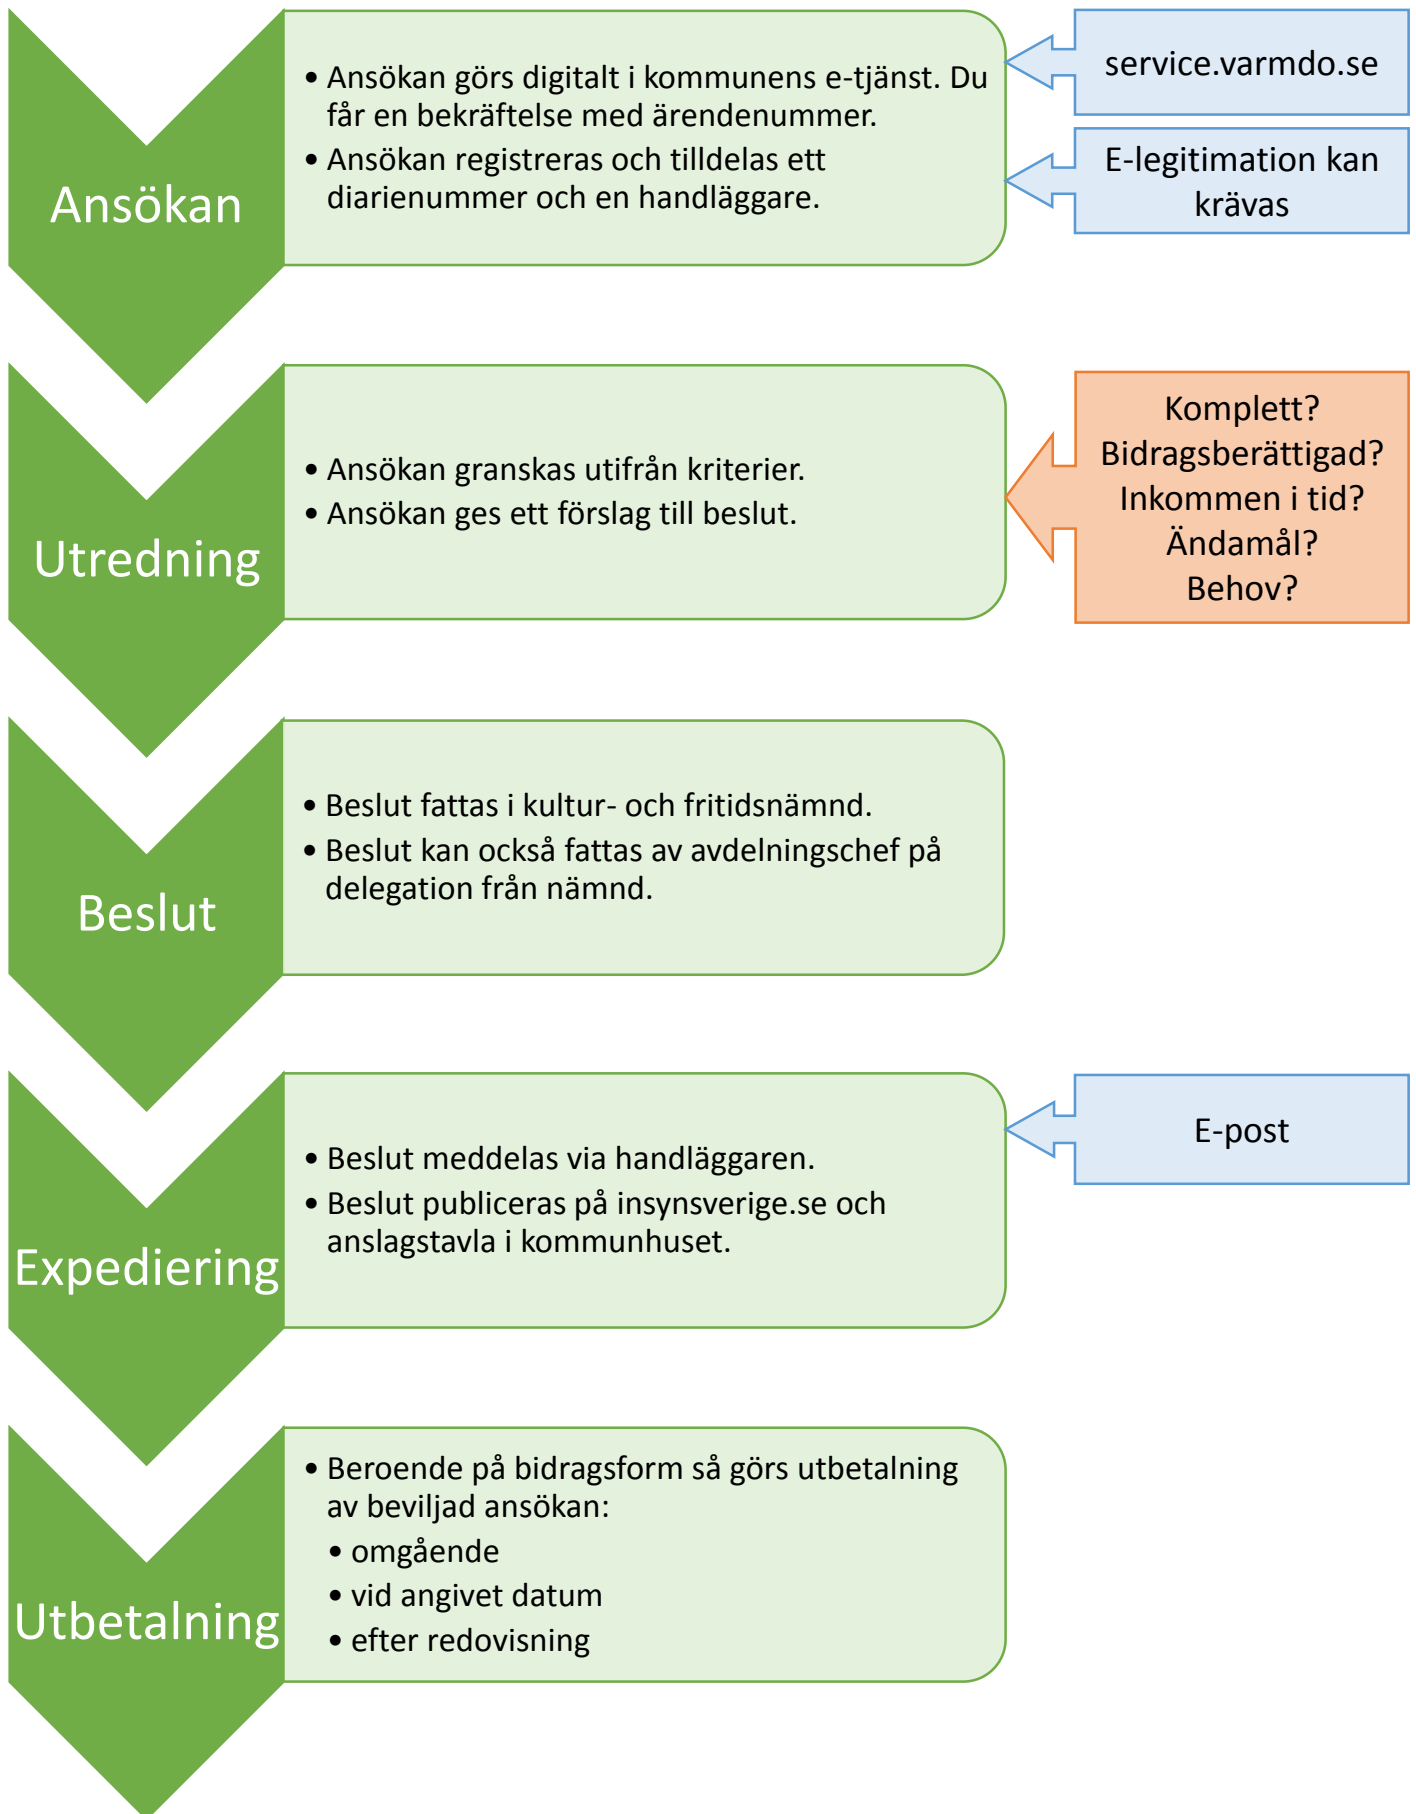 Ansökan
• Ansökan görs digitalt i kommunens e-tjänst. Du
får en bekräftelse med ärendenummer.
• Ansökan registreras och tilldelas ett
diarienummer och en handläggare.
service.varmdo.se
E-legitimation kan
krävas
Utredning
• Ansökan granskas utifrån kriterier.
• Ansökan ges ett förslag till beslut.
Komplett?
Bidragsberättigad?
Inkommen i tid?
Ändamål?
Behov?
Beslut
• Beslut fattas i kultur- och fritidsnämnd.
• Beslut kan också fattas av avdelningschef på
delegation från nämnd.
Expediering
• Beslut meddelas via handläggaren.
• Beslut publiceras på insynsverige.se och
anslagstavla i kommunhuset.
E-post
Utbetalning
• Beroende på bidragsform så görs utbetalning
av beviljad ansökan:
• omgående
• vid angivet datum
• efter redovisning